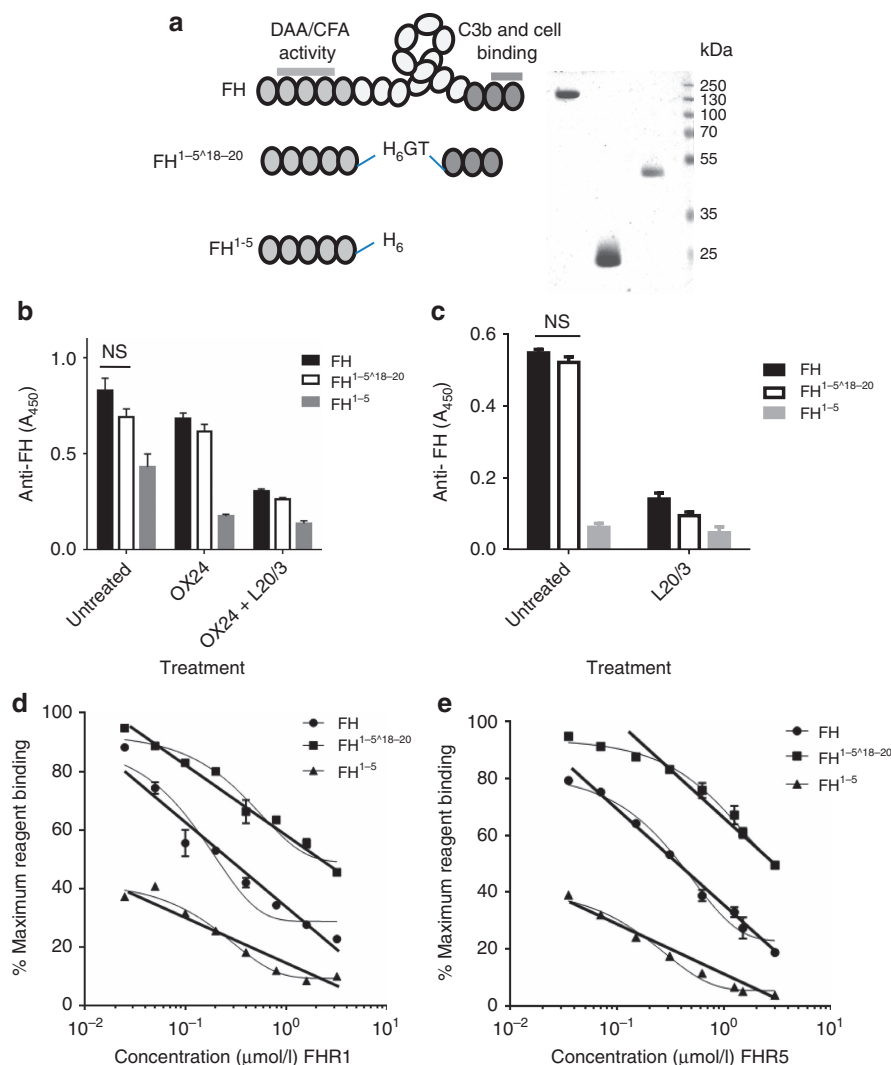 a
DAA/CFA activity
C3b and cell binding
kDa
FH
250
130
100
70
FH1–5^18–20
H6GT
55
35
FH1-5
H6
25
b
NS
FH
FH1–5^18–20
FH1–5
1.0
0.5
0.0
Anti-FH (A450)
Untreated
OX24
OX24 + L20/3
Treatment
c
NS
FH
FH1–5^18–20
FH1–5
0.6
0.4
0.2
0.0
Anti- FH (A450)
Untreated
L20/3
Treatment
d
FH
FH1–5^18–20
FH1–5
100
80
60
40
20
0
% Maximum reagent binding
10−2
10−1
100
101
Concentration (μmol/l) FHR1
e
FH
FH1–5^18–20
FH1–5
100
80
60
40
20
0
% Maximum reagent binding
10−2
10−1
100
101
Concentration (μmol/l) FHR5